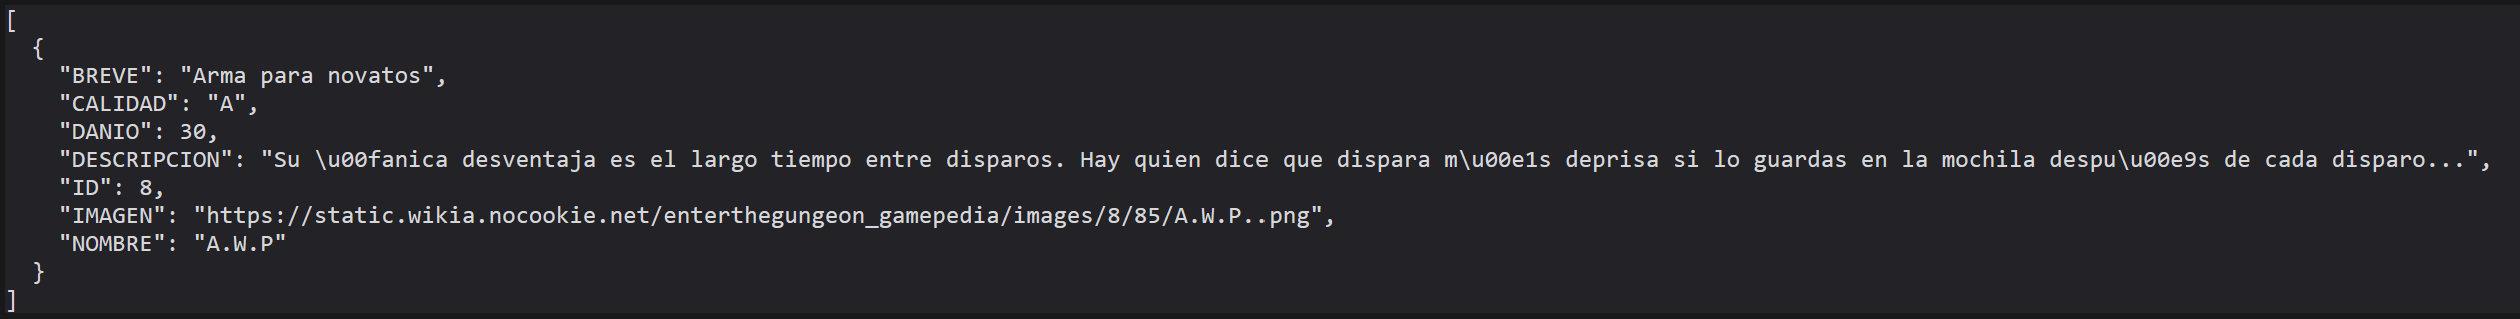 [
  {
    "BREVE": "Arma para novatos",
    "CALIDAD": "A",
    "DANIO": 30,
    "DESCRIPCION": "Su \u00fanica desventaja es el largo tiempo entre disparos. Hay quien dice que dispara m\u00e1s deprisa si lo guardas en la mochila despu\u00e9s de cada disparo...",
    "ID": 8,
    "IMAGEN": "https://static.wikia.nocookie.net/enterthegungeon_gamepedia/images/8/85/A.W.P..png",
    "NOMBRE": "A.W.P"
  }
]